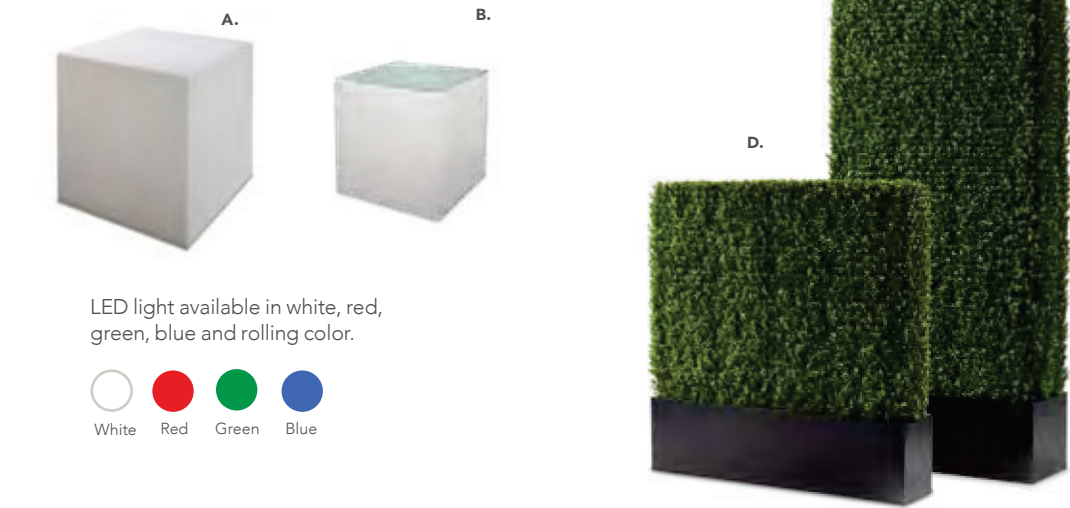 A.
B.
D.
LED light available in white, red,
green, blue and rolling color.
White Red Green Blue